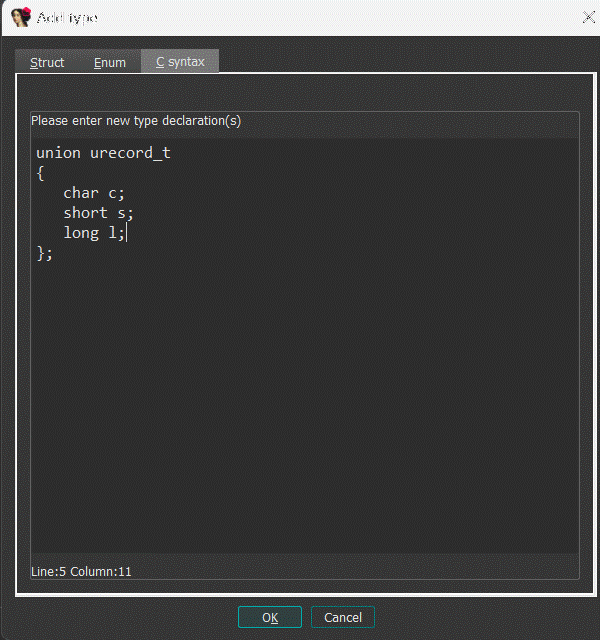 Add type
Struct Enum C syntax
Please enter new type declaration(s)
union urecord_t
{
   char c;
   short s;
   long l;
};
Line:5 Column:11
OK Cancel